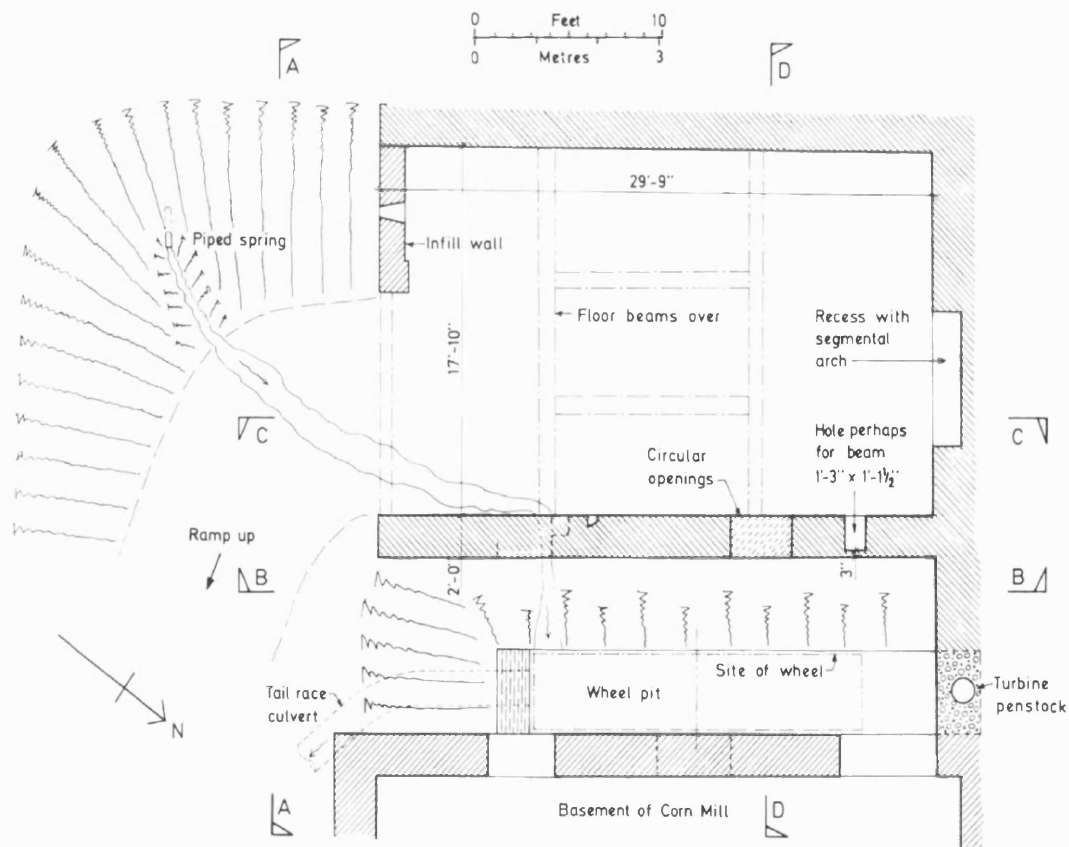 0 Feet 10
0 Metres 3
A
D
29'-9"
Piped spring
Infill wall
Floor beams over
Recess with
segmental
arch
17'-10"
C
C
Hole perhaps
for beam
1'-3" x 1'-1½"
Circular
openings
Ramp up
B
B
2'-0"
3"
Site of wheel
Wheel pit
Turbine
penstock
Tail race
culvert
N
A
D
Basement of Corn Mill